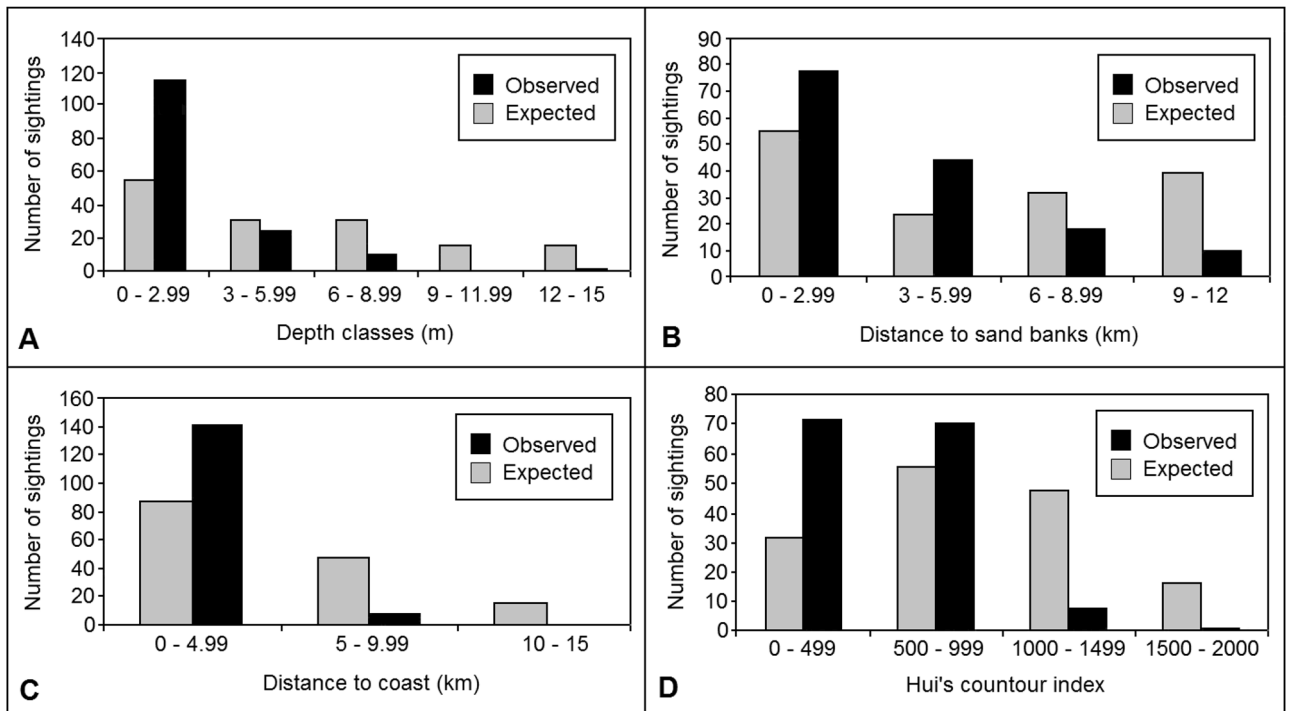 140
120
100
80
60
40
20
0
Number of sightings
Observed
Expected
0 - 2.99 3 - 5.99 6 - 8.99 9 - 11.99 12 - 15
Depth classes (m)
A
90
80
70
60
50
40
30
20
10
0
Number of sightings
Observed
Expected
0 - 2.99 3 - 5.99 6 - 8.99 9 - 12
Distance to sand banks (km)
B
160
140
120
100
80
60
40
20
0
Number of sightings
Observed
Expected
0 - 4.99 5 - 9.99 10 - 15
Distance to coast (km)
C
80
70
60
50
40
30
20
10
0
Number of sightings
Observed
Expected
0 - 499 500 - 999 1000 - 1499 1500 - 2000
Hui's countour index
D